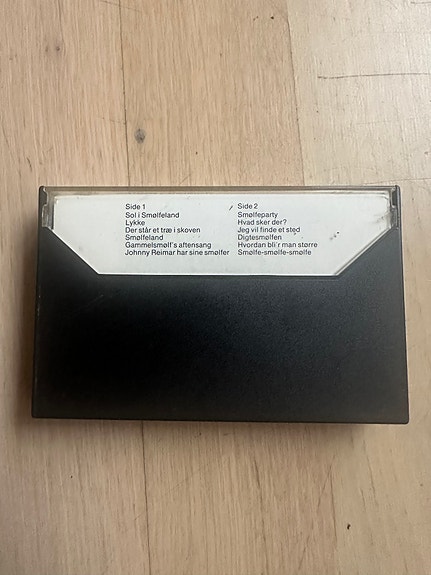 Side 1
Sol i Smølfeland
Lykke
Der står et træ i skoven
Smølfeland
Gammelsmølf's aftensang
Johnny Reimar har sine smølfer
Side 2
Smølfeparty
Hvad sker der?
Jeg vil finde et sted
Digtesmølfen
Hvordan bli'r man større
Smølfe-smølfe-smølfe